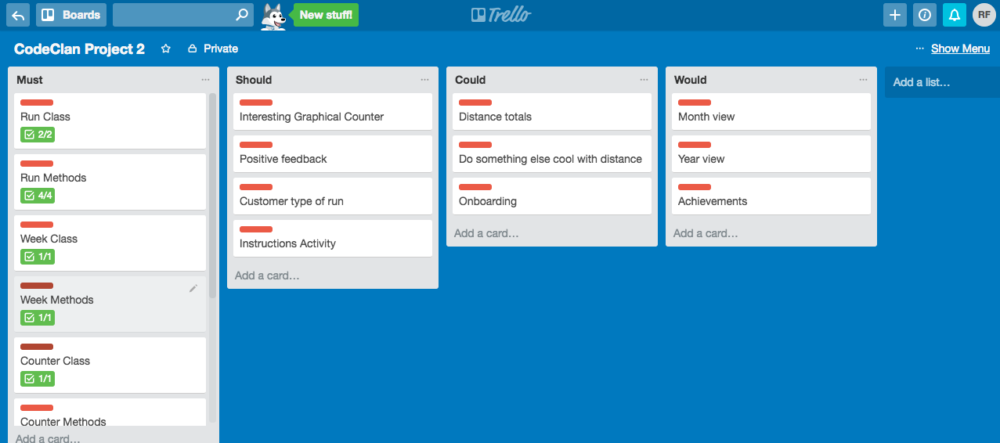 Boards
New stuff!
Trello
RF
CodeClan Project 2
Private
... Show Menu
Must ...
Run Class
2/2
Run Methods
4/4
Week Class
1/1
Week Methods
1/1
Counter Class
1/1
Counter Methods
Add a card...
Should ...
Interesting Graphical Counter
Positive feedback
Customer type of run
Instructions Activity
Add a card...
Could ...
Distance totals
Do something else cool with distance
Onboarding
Add a card...
Would ...
Month view
Year view
Achievements
Add a card...
Add a list...